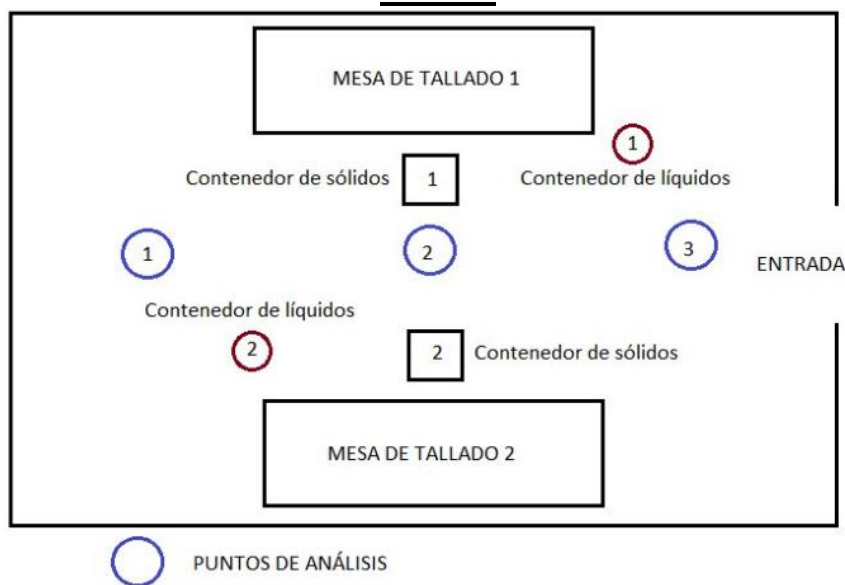 MESA DE TALLADO 1
1
Contenedor de sólidos
1
Contenedor de líquidos
1
2
3
ENTRADA
Contenedor de líquidos
2
2
Contenedor de sólidos
MESA DE TALLADO 2
PUNTOS DE ANÁLISIS